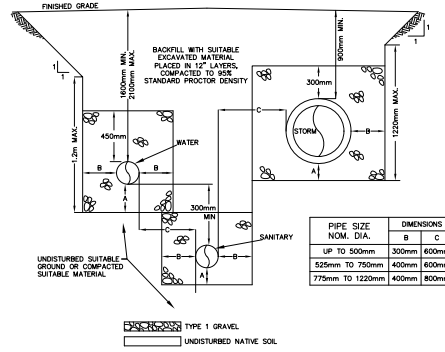 FINISHED GRADE
1600mm MIN.
2100mm MAX.
900mm MIN.
BACKFILL WITH SUITABLE
EXCAVATED MATERIAL
PLACED IN 12" LAYERS,
COMPACTED TO 95%
STANDARD PROCTOR DENSITY
1
1
1
1
300mm
1220mm MAX.
1.2m MAX.
450mm
C
STORM
B
WATER
B
B
A
A
300mm
MIN
C
SANITARY
B
B
A
UNDISTURBED SUITABLE
GROUND OR COMPACTED
SUITABLE MATERIAL
PIPE SIZE
NOM. DIA.
DIMENSIONS
B
C
UP TO 500mm 300mm 600mm
525mm TO 750mm 400mm 600mm
775mm TO 1220mm 400mm 800mm
TYPE 1 GRAVEL
UNDISTURBED NATIVE SOIL